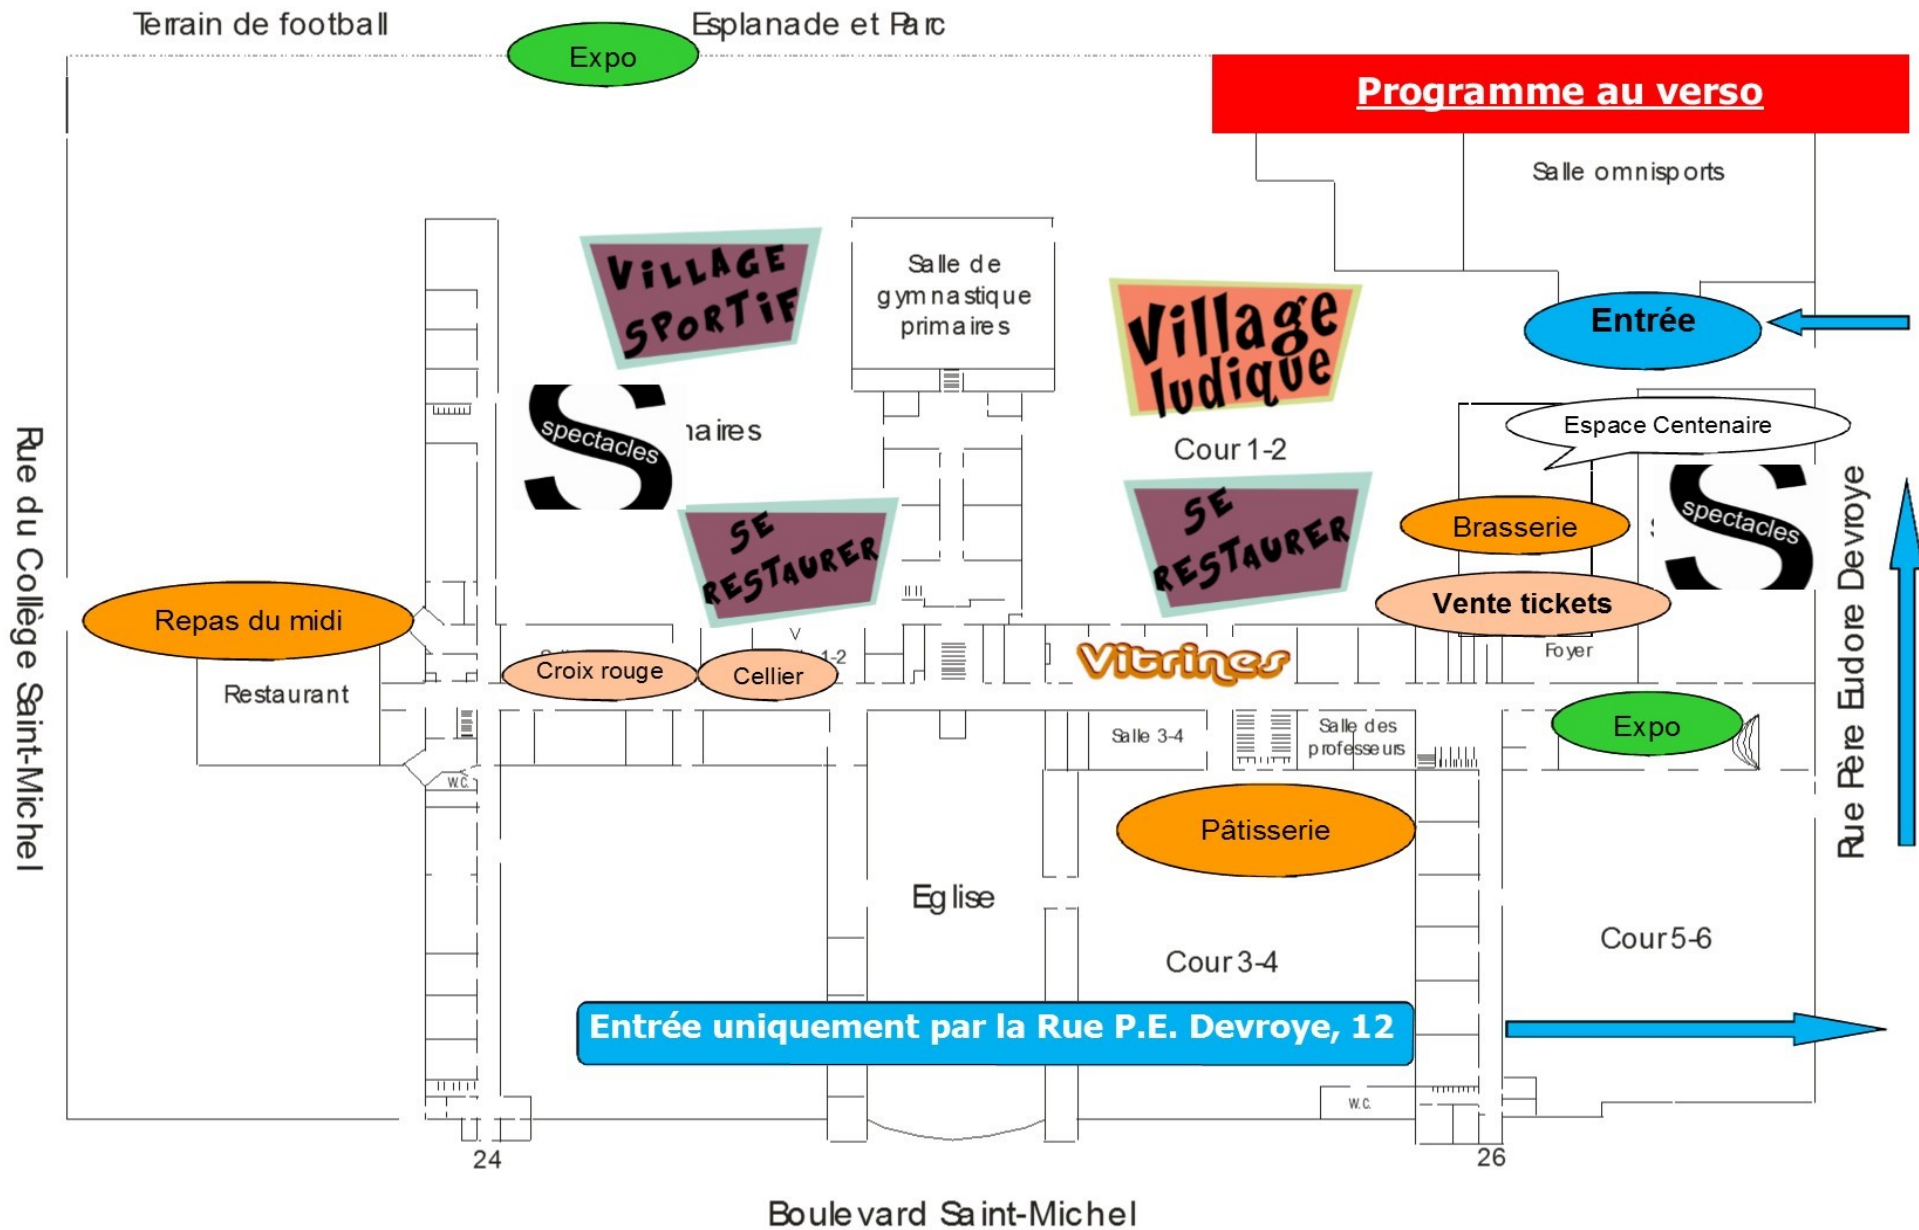 Terrain de football
Esplanade et Parc
Expo
Programme au verso
Salle omnisports
VILLAGE
SPORTIF
Salle de
gymnastique
primaires
Village
ludique
Entrée
spectacles
naires
Cour 1-2
Espace Centenaire
SE
RESTAURER
SE
RESTAURER
Brasserie
spectacles
Vente tickets
Repas du midi
Rue du Collège Saint-Michel
Rue Père Eudore Devroye
Restaurant
Croix rouge
Cellier
1-2
Vitrines
Foyer
Salle 3-4
Salle des
professeurs
Expo
W.C.
Pâtisserie
Eglise
Cour 3-4
Cour 5-6
Entrée uniquement par la Rue P.E. Devroye, 12
W.C.
24
26
Boulevard Saint-Michel